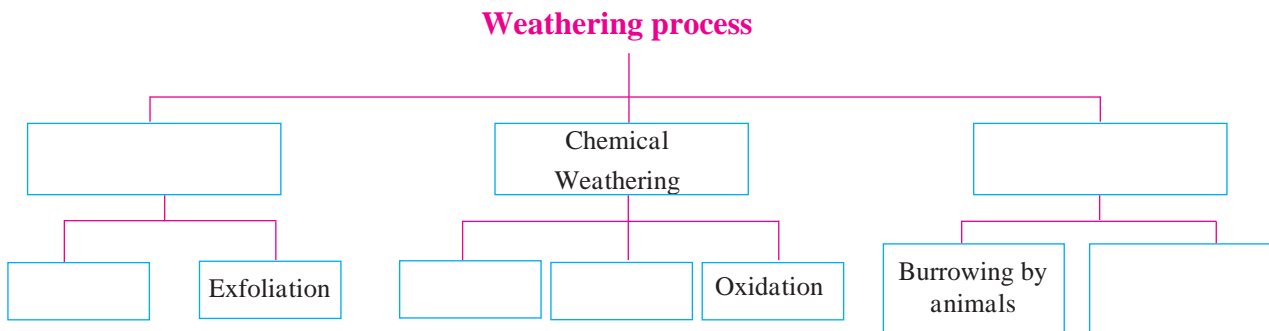 Weathering process
Chemical
Weathering
Exfoliation
Oxidation
Burrowing by
animals